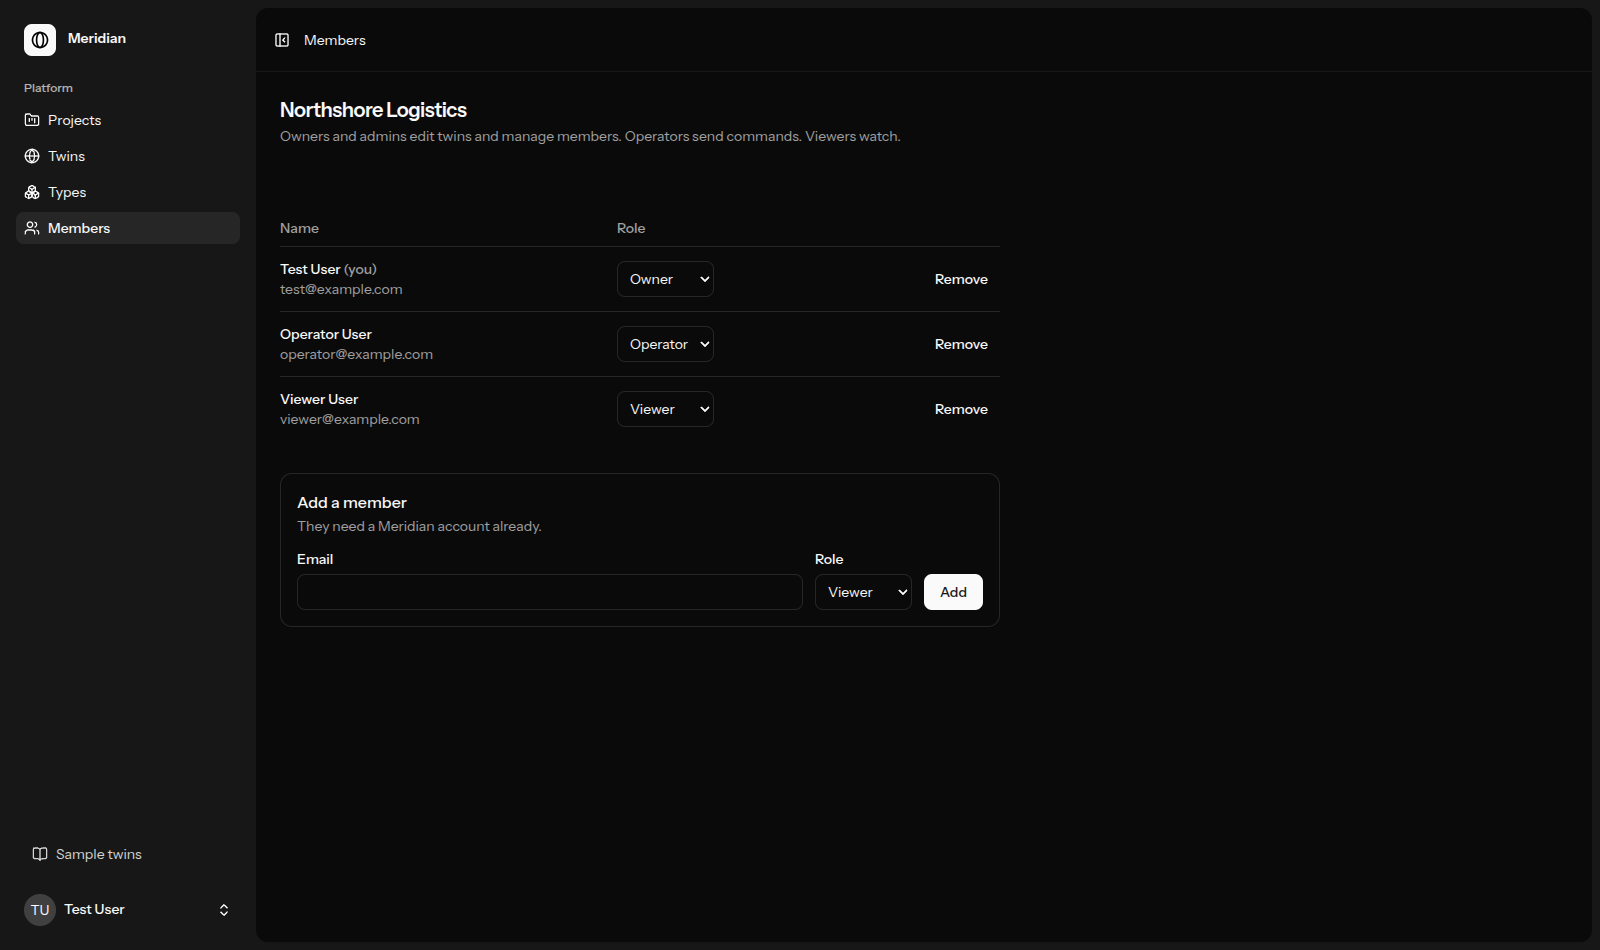 Meridian
Platform
Projects
Twins
Types
Members
Sample twins
TU Test User
Members
Northshore Logistics
Owners and admins edit twins and manage members. Operators send commands. Viewers watch.
Name Role
Test User (you)
test@example.com
Owner
Remove
Operator User
operator@example.com
Operator
Remove
Viewer User
viewer@example.com
Viewer
Remove
Add a member
They need a Meridian account already.
Email Role
Viewer Add